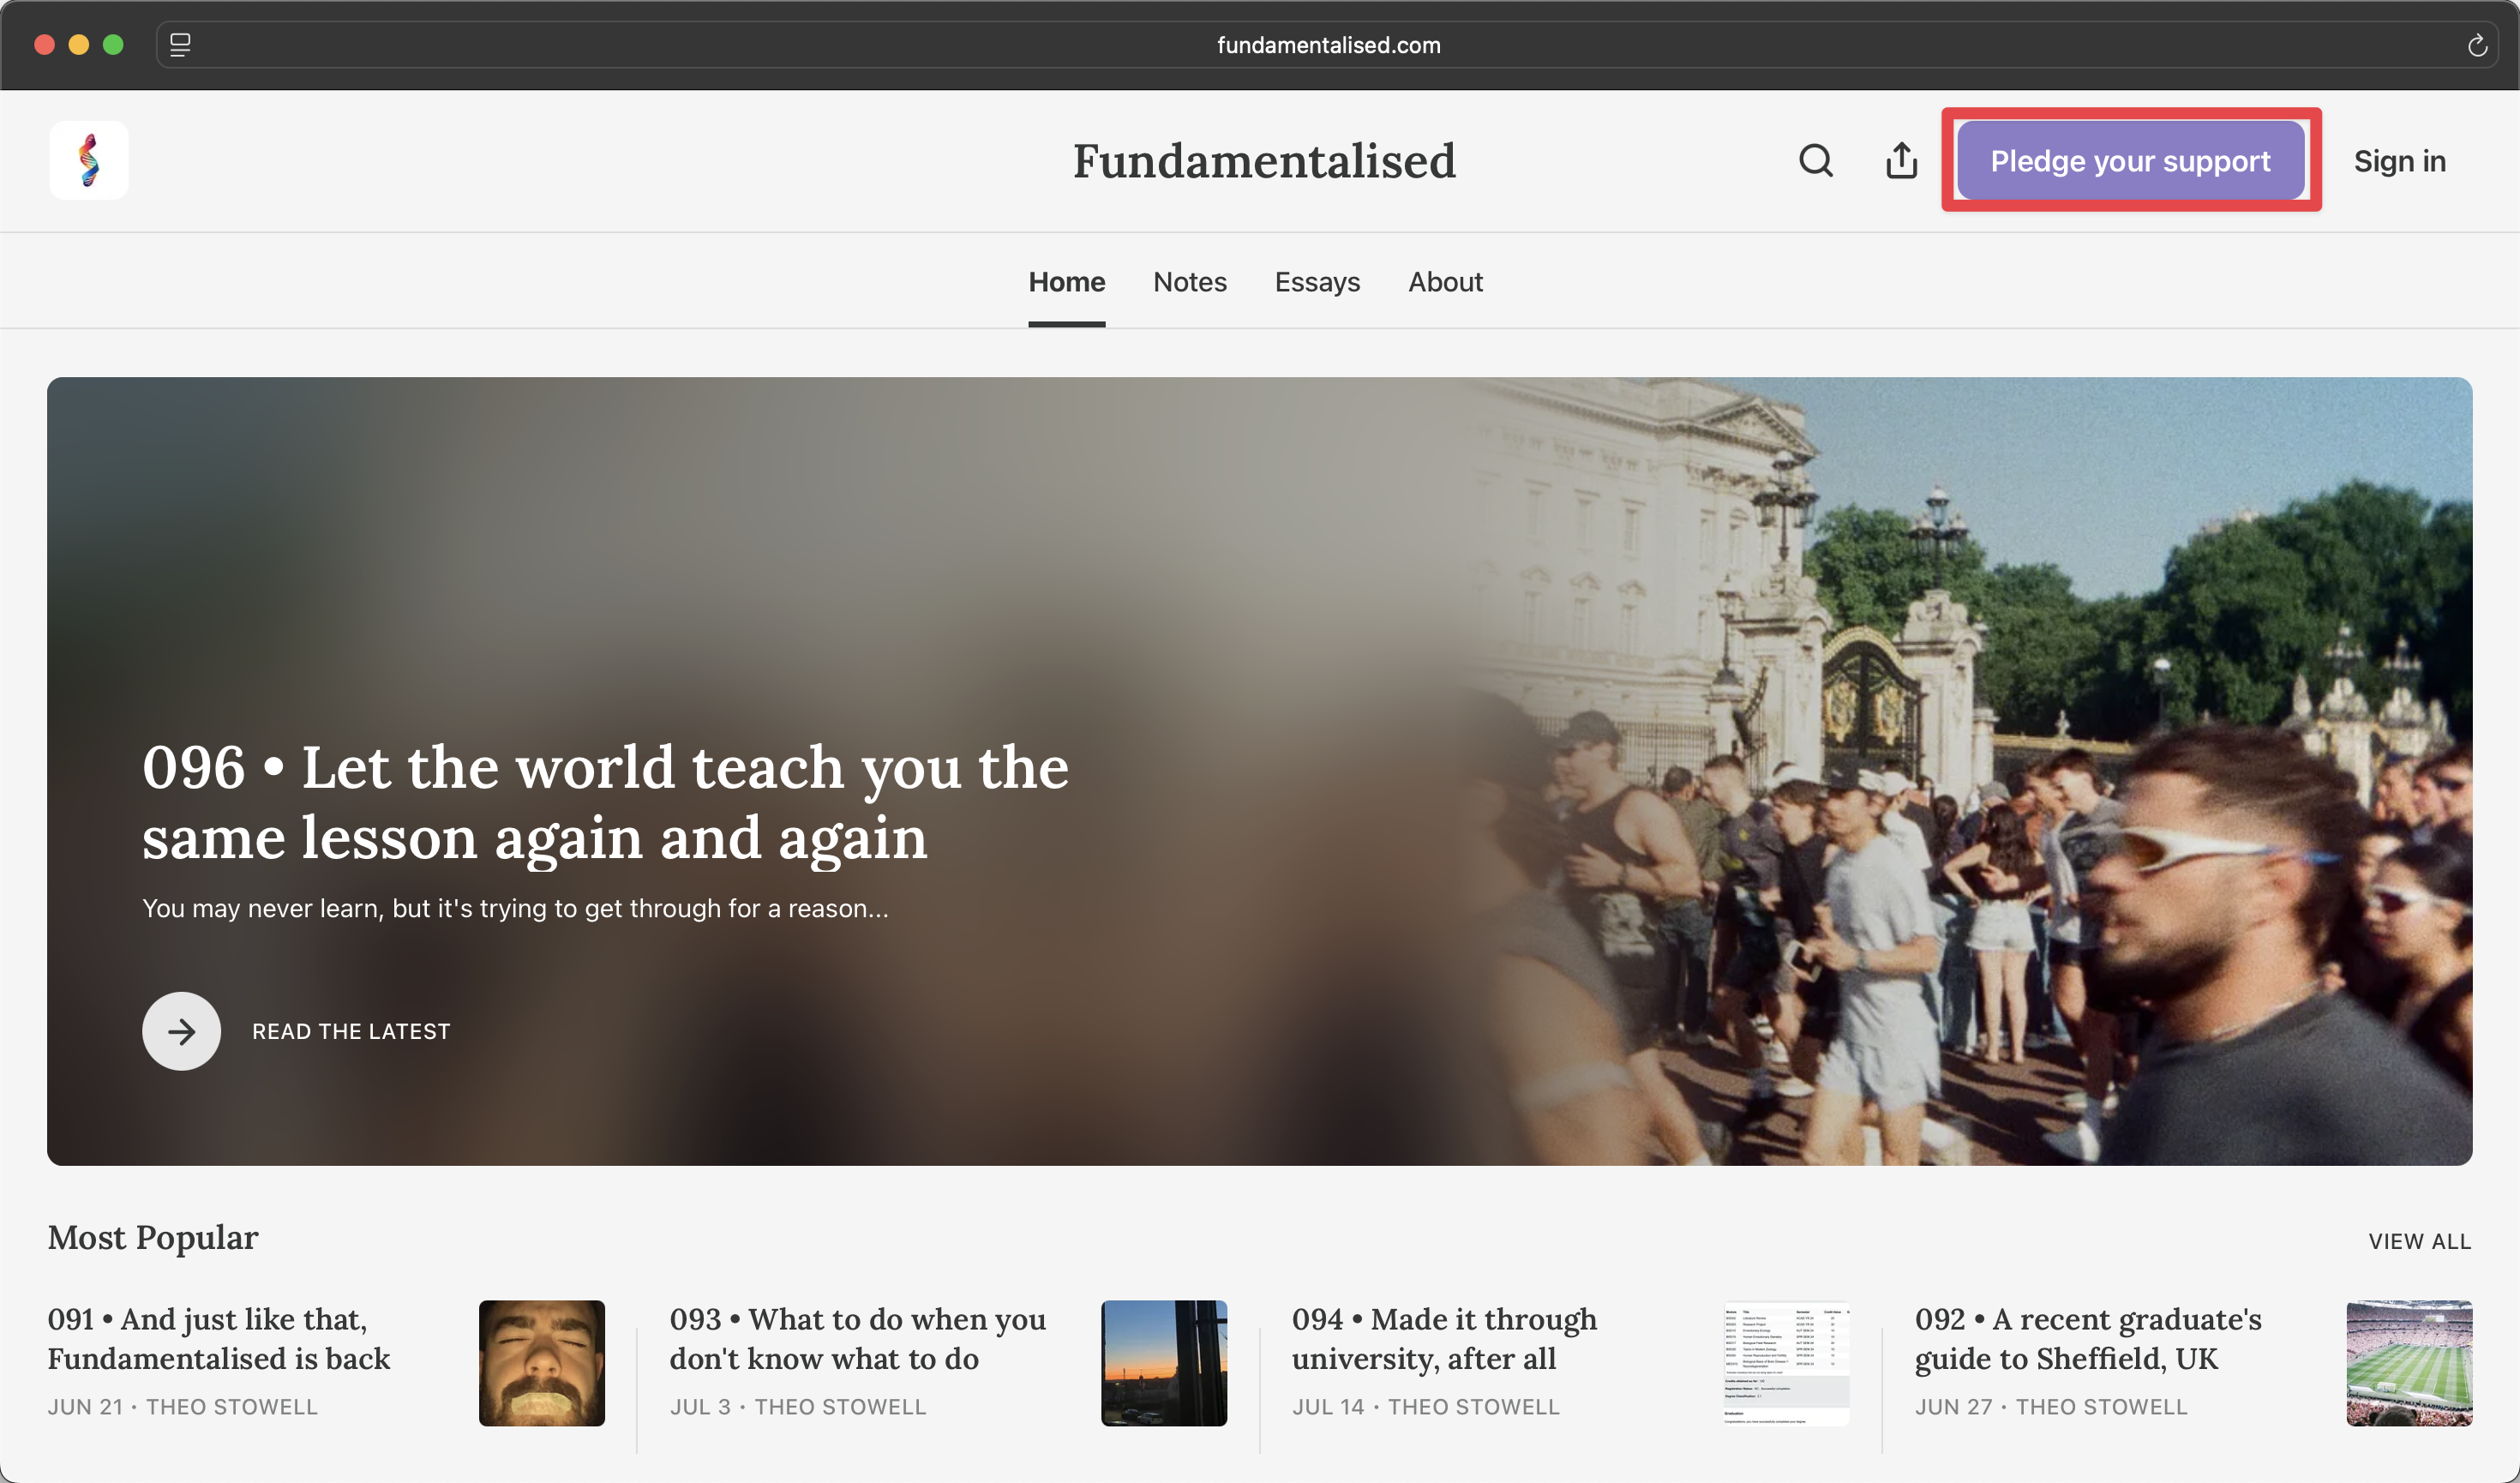 fundamentalised.com
Fundamentalised
Pledge your support
Sign in
Home
Notes
Essays
About
096 • Let the world teach you the
same lesson again and again
You may never learn, but it's trying to get through for a reason...
READ THE LATEST
Most Popular
VIEW ALL
091 • And just like that,
Fundamentalised is back
JUN 21 • THEO STOWELL
093 • What to do when you
don't know what to do
JUL 3 • THEO STOWELL
094 • Made it through
university, after all
JUL 14 • THEO STOWELL
092 • A recent graduate's
guide to Sheffield, UK
JUN 27 • THEO STOWELL